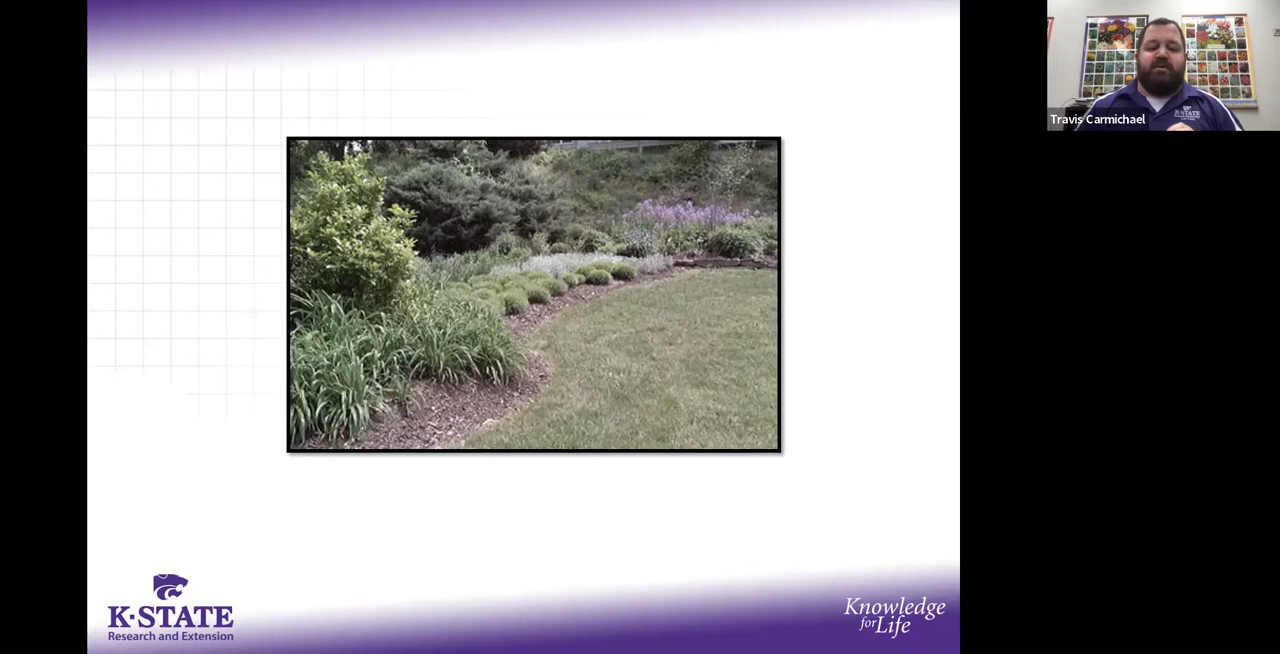 Travis Carmichael
K-STATE
Research and Extension
Knowledge
for Life